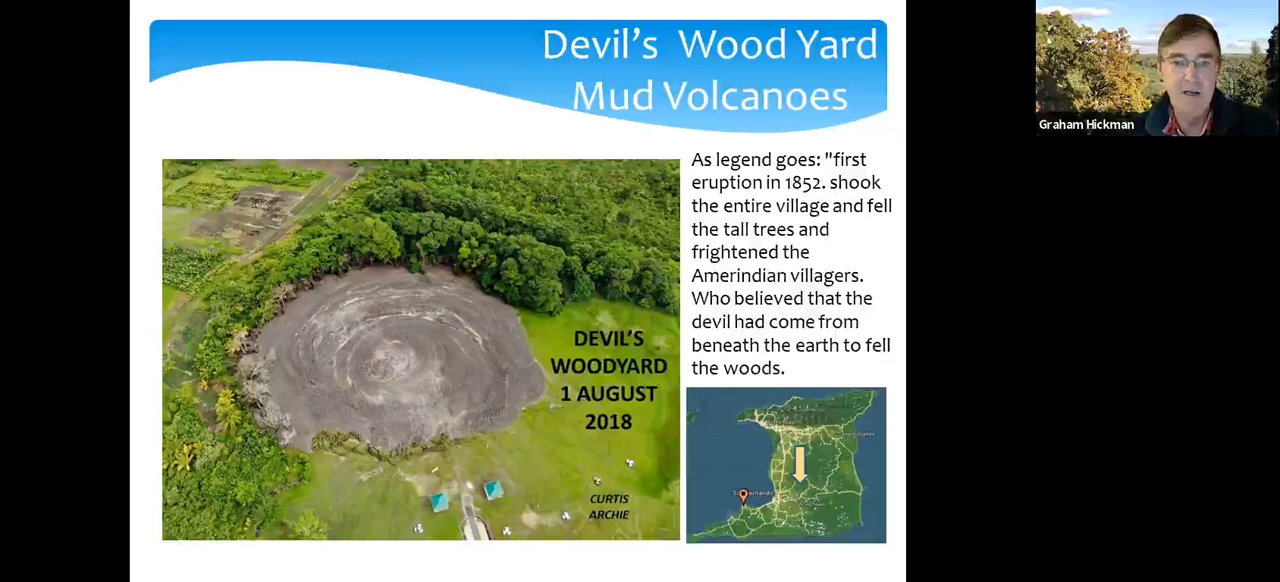 Devil's Wood Yard
Mud Volcanoes
Graham Hickman
As legend goes: "first
eruption in 1852. shook
the entire village and fell
the tall trees and
frightened the
Amerindian villagers.
Who believed that the
devil had come from
beneath the earth to fell
the woods.
DEVIL'S
WOODYARD
1 AUGUST
2018
CURTIS
ARCHIE